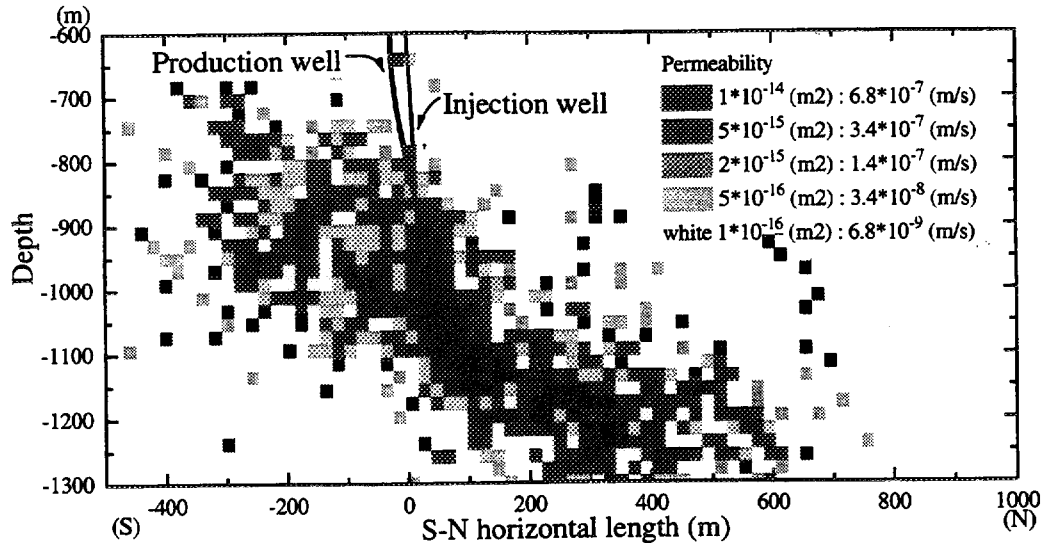 (m)
-600
-700
-800
-900
-1000
-1100
-1200
-1300
Depth
Production well
Injection well
Permeability
1*10-14 (m2) : 6.8*10-7 (m/s)
5*10-15 (m2) : 3.4*10-7 (m/s)
2*10-15 (m2) : 1.4*10-7 (m/s)
5*10-16 (m2) : 3.4*10-8 (m/s)
white 1*10-16 (m2) : 6.8*10-9 (m/s)
-400 -200 0 200 400 600 800 1000
(S) S-N horizontal length (m) (N)